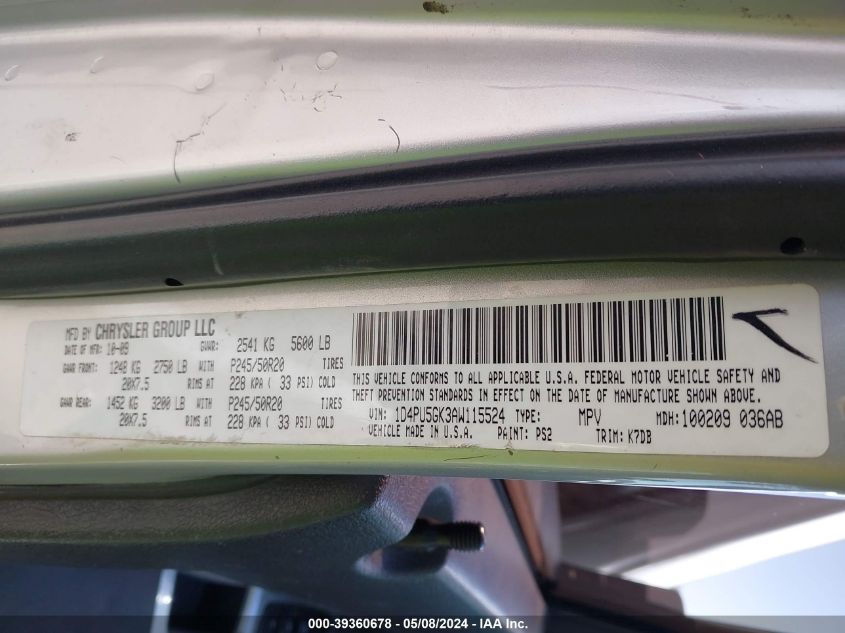 MFD BY CHRYSLER GROUP LLC
DATE OF MFR: 10-09 GVWR: 2541 KG 5600 LB
GAWR FRONT: 1248 KG 2750 LB WITH P245/50R20 TIRES
20X7.5 RIMS AT 228 KPA ( 33 PSI) COLD
GAWR REAR: 1452 KG 3200 LB WITH P245/50R20 TIRES
20X7.5 RIMS AT 228 KPA ( 33 PSI) COLD
THIS VEHICLE CONFORMS TO ALL APPLICABLE U.S.A. FEDERAL MOTOR VEHICLE SAFETY AND
THEFT PREVENTION STANDARDS IN EFFECT ON THE DATE OF MANUFACTURE SHOWN ABOVE.
VIN: 1D4PU5GK3AW115524 TYPE: MPV MDH: 100209 036AB
VEHICLE MADE IN U.S.A. PAINT: PS2 TRIM: K7DB
000-39360678 / 05/08/2024 - IAA Inc.